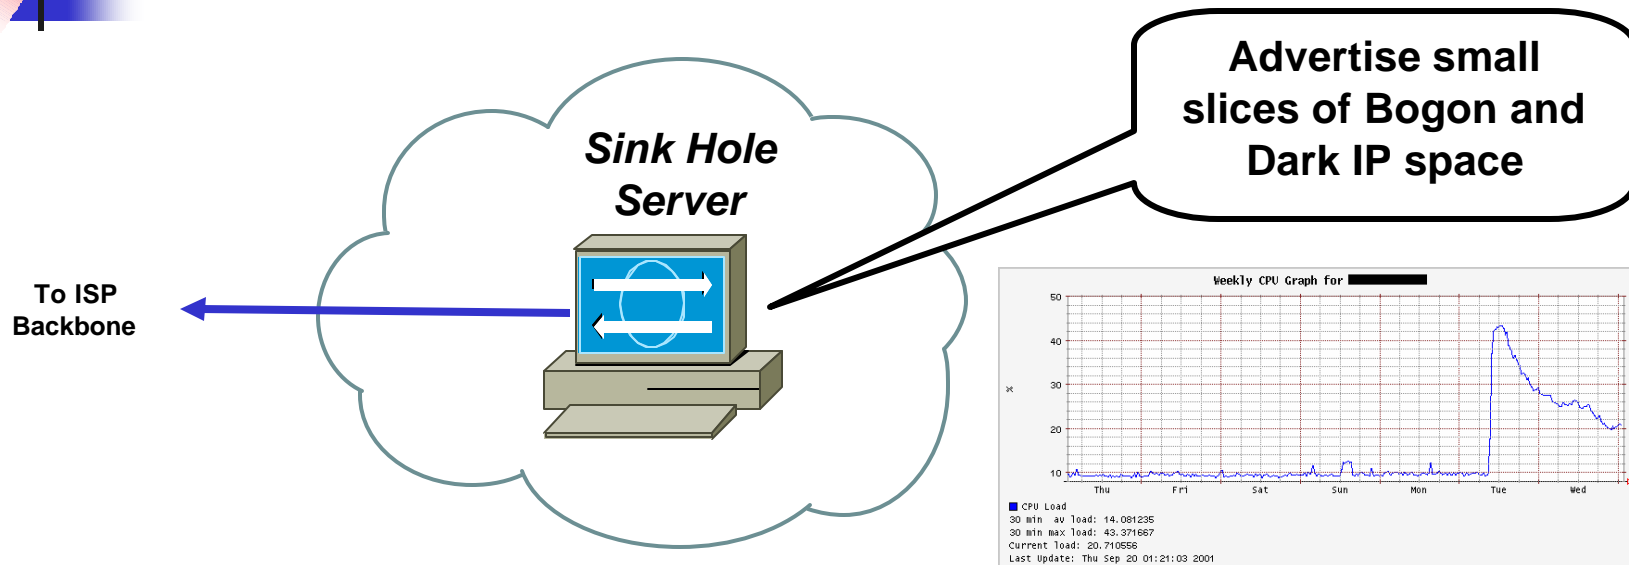 Advertise small
slices of Bogon and
Dark IP space
Sink Hole
Server
To ISP
Backbone
Weekly CPU Graph for
50
40
30
20
10
%
Thu Fri Sat Sun Mon Tue Wed
CPU Load
30 min av load: 14.081235
30 min max load: 43.371667
Current load: 20.710556
Last Update: Thu Sep 20 01:21:03 2001